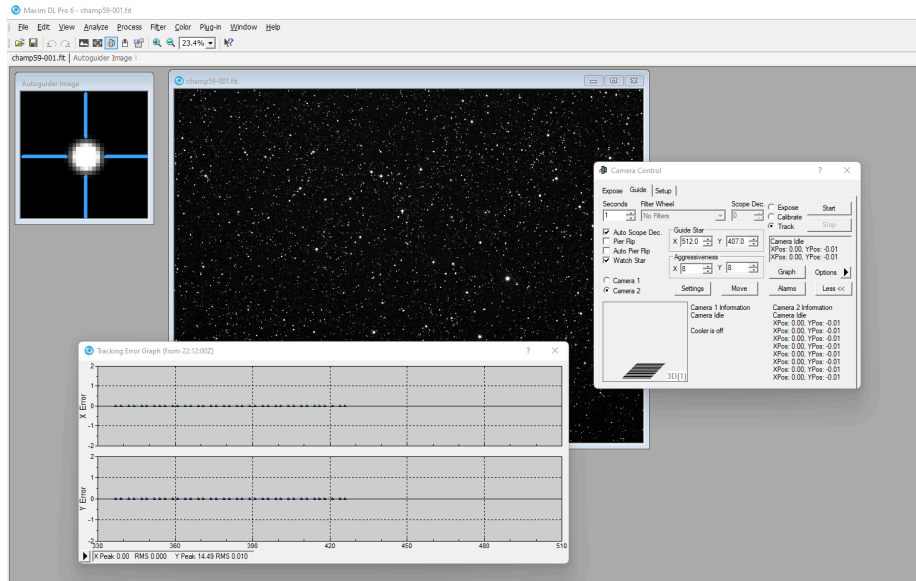 MaxIm DL Pro 6 - champ59-001.fit
File Edit View Analyze Process Filter Color Plug-in Window Help
23.4%
champ59-001.fit Autoguider Image
Autoguider Image
champ59-001.fit
Camera Control ?
Expose Guide Setup
Seconds Filter Wheel Scope Dec.
1 No Filters 0
Expose
Calibrate
Track
Start
Stop
Auto Scope Dec.
Pier Flip
Auto Pier Flip
Watch Star
Guide Star
X 512.0 Y 407.0
Aggressiveness
X 8 Y 8
Camera Idle
XPos: 0.00, YPos: -0.01
XPos: 0.00, YPos: -0.01
Graph Options
Camera 1
Camera 2
Settings Move Alarms Less <<
Camera 1 Information
Camera Idle
Cooler is off
Camera 2 Information
Camera Idle
XPos: 0.00, YPos: -0.01
XPos: 0.00, YPos: -0.01
XPos: 0.00, YPos: -0.01
XPos: 0.00, YPos: -0.01
XPos: 0.00, YPos: -0.01
XPos: 0.00, YPos: -0.01
XPos: 0.00, YPos: -0.01
3D(1)
Tracking Error Graph (from 22:12:00Z) ?
X Error
2
1
0
-1
-2
Y Error
2
1
0
-1
-2
330 360 390 420 450 480 510
X Peak 0.00 RMS 0.000 Y Peak 14.49 RMS 0.010